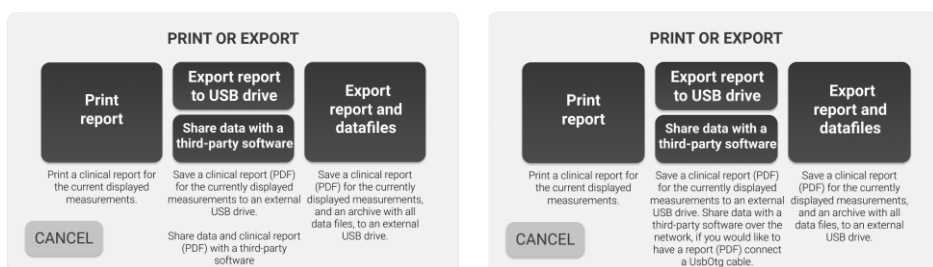 PRINT OR EXPORT
Print
report
Export report
to USB drive
Share data with a
third-party software
Export
report and
datafiles
Print a clinical report for
the current displayed
measurements.
Save a clinical report (PDF)
for the currently displayed
measurements to an external
USB drive.
Share data and clinical report
(PDF) with a third-party
software
Save a clinical report
(PDF) for the currently
displayed measurements,
and an archive with all
data files, to an external
USB drive.
CANCEL
PRINT OR EXPORT
Print
report
Export report
to USB drive
Share data with a
third-party software
Export
report and
datafiles
Print a clinical report for
the current displayed
measurements.
Save a clinical report (PDF)
for the currently displayed
measurements to an external
USB drive. Share data with a
third-party software over the
network, if you would like to
have a report (PDF) connect
a UsbOtg cable.
Save a clinical report
(PDF) for the currently
displayed measurements,
and an archive with all
data files, to an external
USB drive.
CANCEL